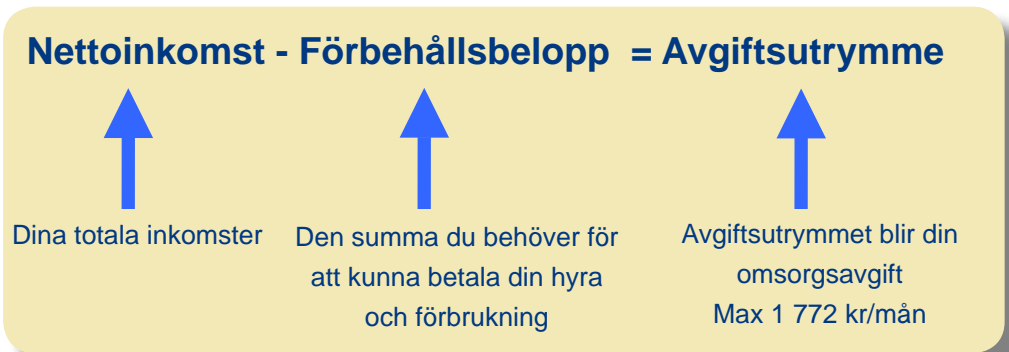 Nettoinkomst - Förbehållsbelopp = Avgiftsutrymme
Dina totala inkomster
Den summa du behöver för
att kunna betala din hyra
och förbrukning
Avgiftsutrymmet blir din
omsorgsavgift
Max 1 772 kr/mån